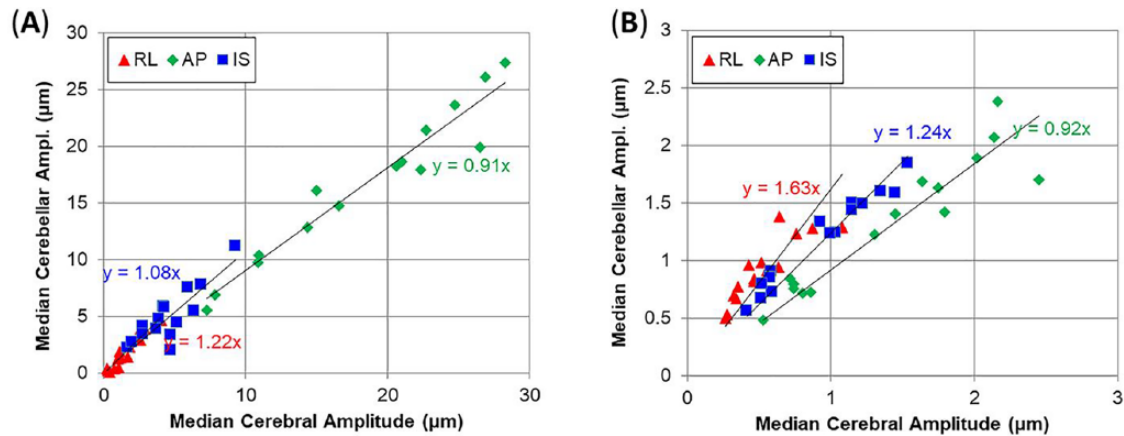 (A)
30
25
20
15
10
5
0
Median Cerebellar Ampl. (µm)
RL AP IS
y = 0.91x
y = 1.08x
y = 1.22x
0 10 20 30
Median Cerebral Amplitude (µm)
(B)
3
2.5
2
1.5
1
0.5
0
Median Cerebellar Ampl. (µm)
RL AP IS
y = 1.24x
y = 0.92x
y = 1.63x
0 1 2 3
Median Cerebral Amplitude (µm)